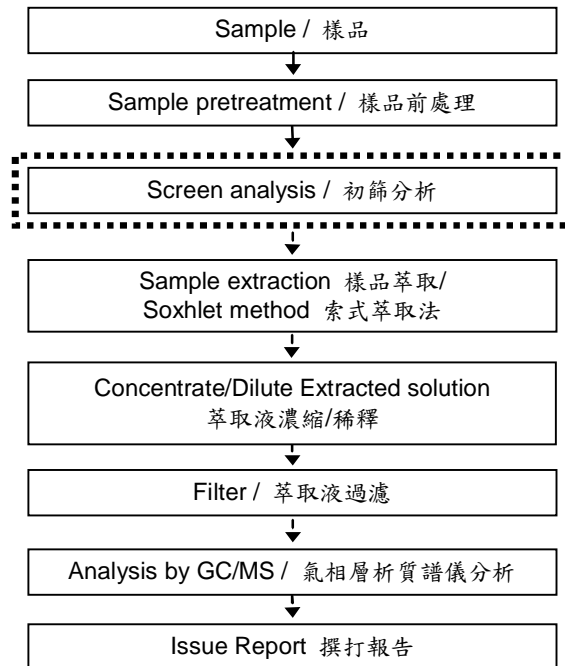 Sample / 樣品
Sample pretreatment / 樣品前處理
Screen analysis / 初篩分析
Sample extraction 樣品萃取/
Soxhlet method 索式萃取法
Concentrate/Dilute Extracted solution
萃取液濃縮/稀釋
Filter / 萃取液過濾
Analysis by GC/MS / 氣相層析質譜儀分析
Issue Report 撰打報告